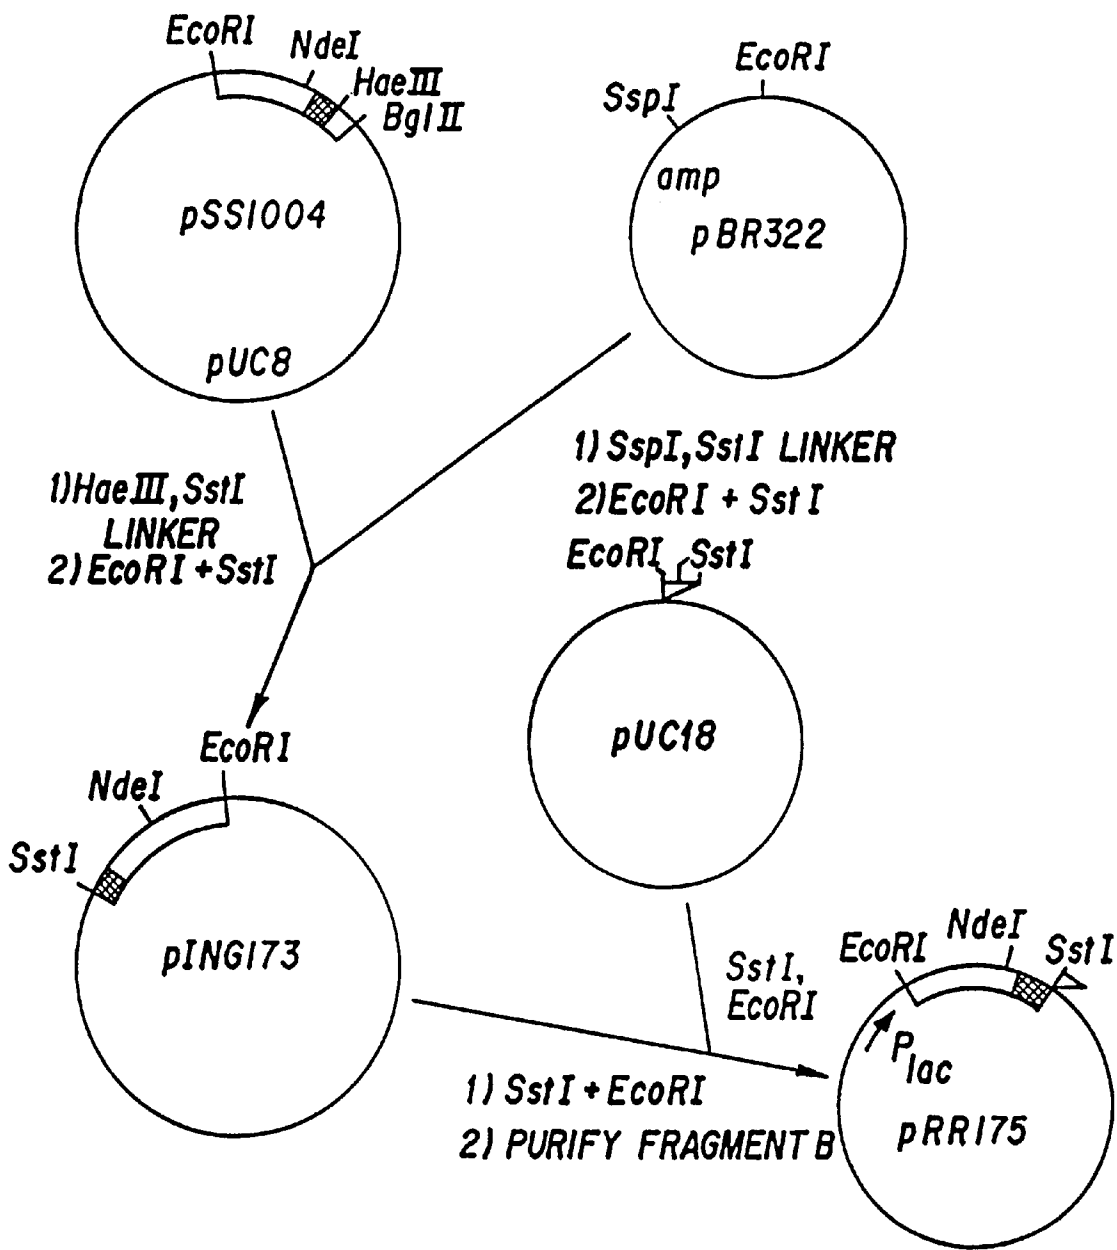 EcoRI
NdeI
HaeIII
BglII
pSS1004
pUC8
EcoRI
SspI
amp
pBR322
1)HaeIII,SstI
LINKER
2)EcoRI+SstI
1) SspI,SstI LINKER
2)EcoRI + SstI
EcoRI
SstI
pUC18
EcoRI
NdeI
SstI
pING173
SstI,
EcoRI
1) SstI + EcoRI
2) PURIFY FRAGMENT B
EcoRI
NdeI
SstI
Plac
pRR175